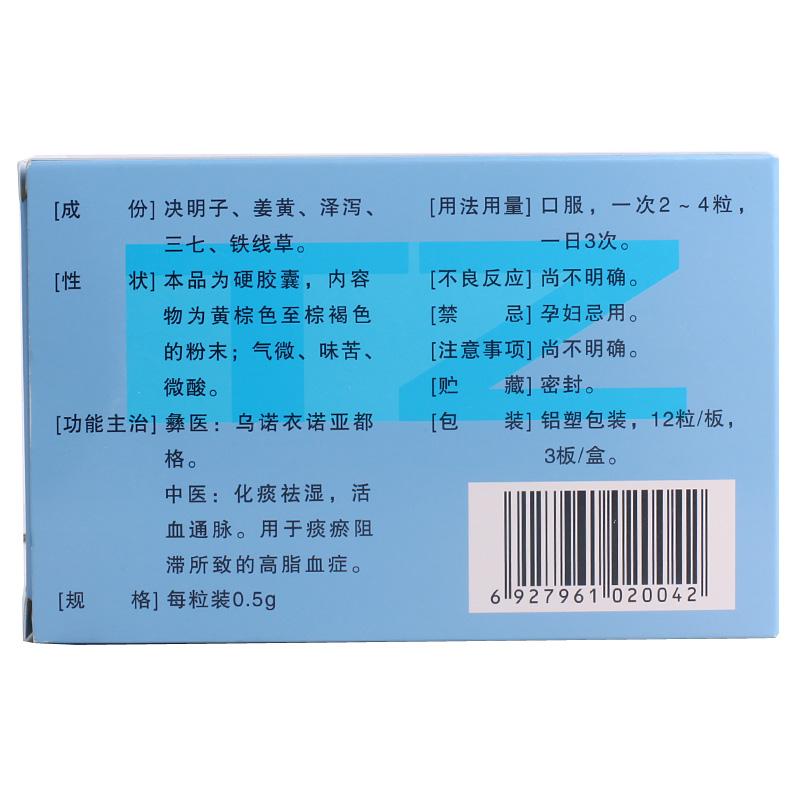 [成 份] 决明子、姜黄、泽泻、
三七、铁线草。
[性 状] 本品为硬胶囊，内容
物为黄棕色至棕褐色
的粉末；气微、味苦、
微酸。
[功能主治] 彝医：乌诺衣诺亚都
格。
中医：化痰祛湿，活
血通脉。用于痰瘀阻
滞所致的高脂血症。
[规 格] 每粒装0.5g
[用法用量] 口服，一次2～4粒，
一日3次。
[不良反应] 尚不明确。
[禁 忌] 孕妇忌用。
[注意事项] 尚不明确。
[贮 藏] 密封。
[包 装] 铝塑包装，12粒/板，
3板/盒。
6 927961 020042
TZ